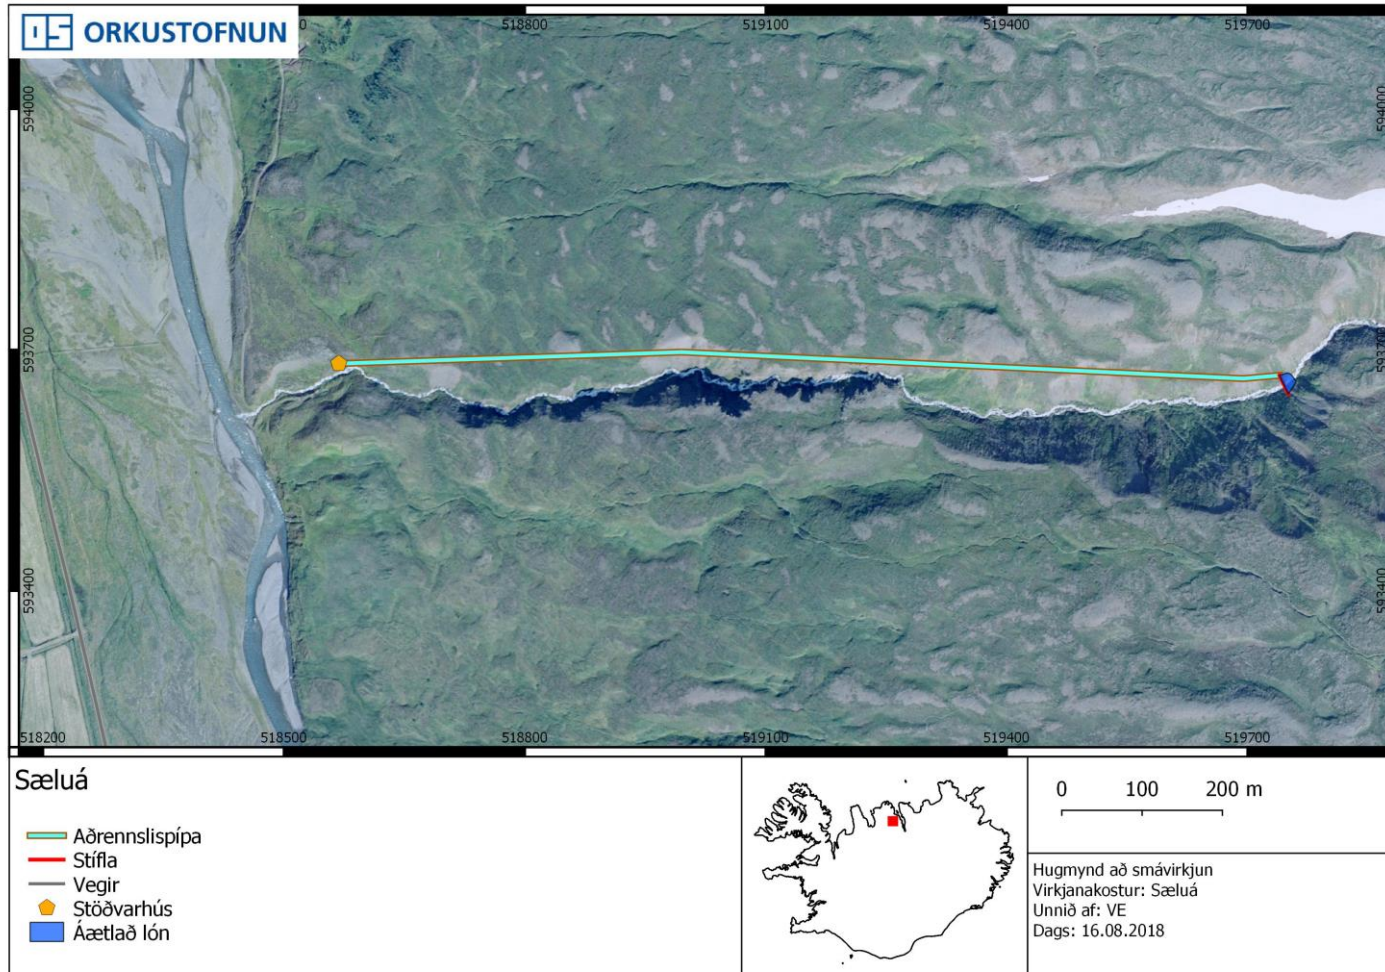 ORKUSTOFNUN
518800
519100
519400
519700
594000
594000
593700
593700
593400
593400
518200
518500
518800
519100
519400
519700
Sæluá
Aðrennslispípa
Stífla
Vegir
Stöðvarhús
Áætlað lón
0 100 200 m
Hugmynd að smávirkjun
Virkjanakostur: Sæluá
Unnið af: VE
Dags: 16.08.2018